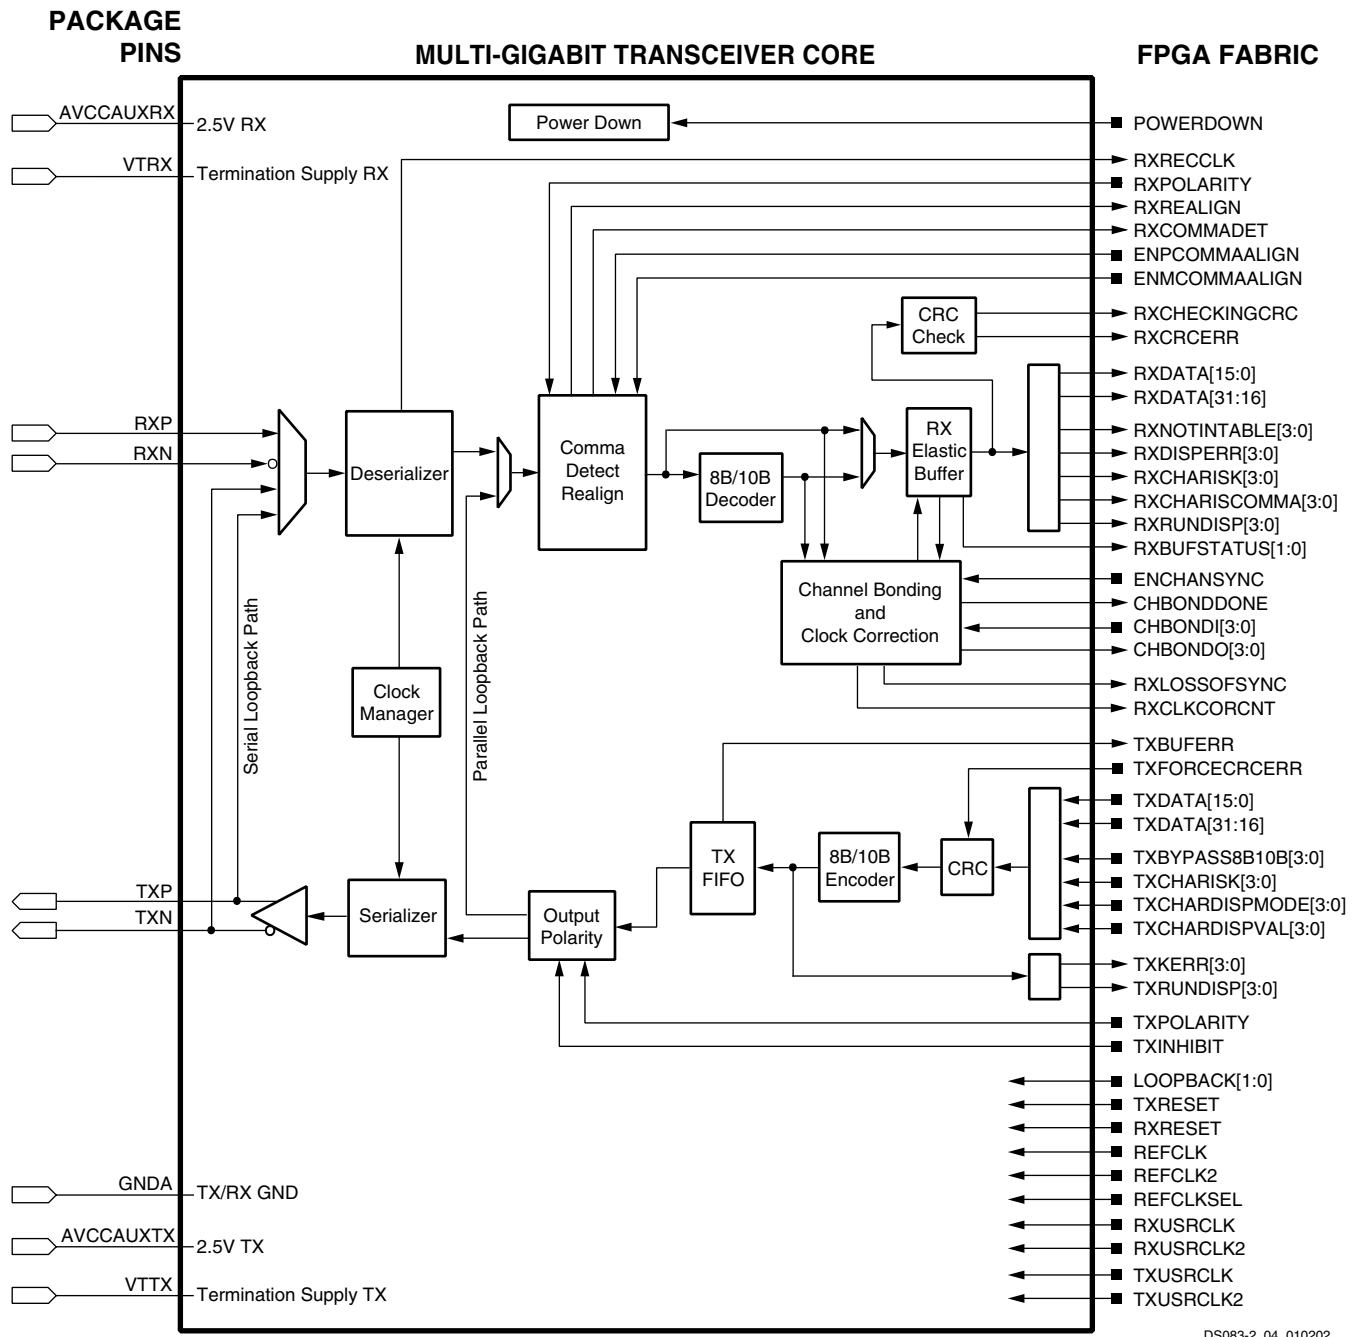 PACKAGE
PINS
MULTI-GIGABIT TRANSCEIVER CORE
FPGA FABRIC
AVCCAUXRX
2.5V RX
VTRX
Termination Supply RX
Power Down
POWERDOWN
RXRECCLK
RXPOLARITY
RXREALIGN
RXCOMMADET
ENPCOMMAALIGN
ENMCOMMAALIGN
CRC
Check
RXCHECKINGCRC
RXCRCERR
RXDATA[15:0]
RXDATA[31:16]
RXNOTINTABLE[3:0]
RXDISPERR[3:0]
RXCHARISK[3:0]
RXCHARISCOMMA[3:0]
RXRUNDISP[3:0]
RXBUFSTATUS[1:0]
RXP
RXN
Deserializer
Comma
Detect
Realign
8B/10B
Decoder
RX
Elastic
Buffer
Channel Bonding
and
Clock Correction
ENCHANSYNC
CHBONDDONE
CHBONDI[3:0]
CHBONDO[3:0]
RXLOSSOFSYNC
RXCLKCORCNT
Serial Loopback Path
Clock
Manager
Parallel Loopback Path
TXBUFERR
TXFORCECRCERR
TXDATA[15:0]
TXDATA[31:16]
TXBYPASS8B10B[3:0]
TXCHARISK[3:0]
TXCHARDISPMODE[3:0]
TXCHARDISPVAL[3:0]
TXKERR[3:0]
TXRUNDISP[3:0]
TXPOLARITY
TXINHIBIT
TX
FIFO
8B/10B
Encoder
CRC
TXP
TXN
Serializer
Output
Polarity
LOOPBACK[1:0]
TXRESET
RXRESET
REFCLK
REFCLK2
REFCLKSEL
RXUSRCLK
RXUSRCLK2
TXUSRCLK
TXUSRCLK2
GNDA
TX/RX GND
AVCCAUXTX
2.5V TX
VTTX
Termination Supply TX
DS083-2_04_010202